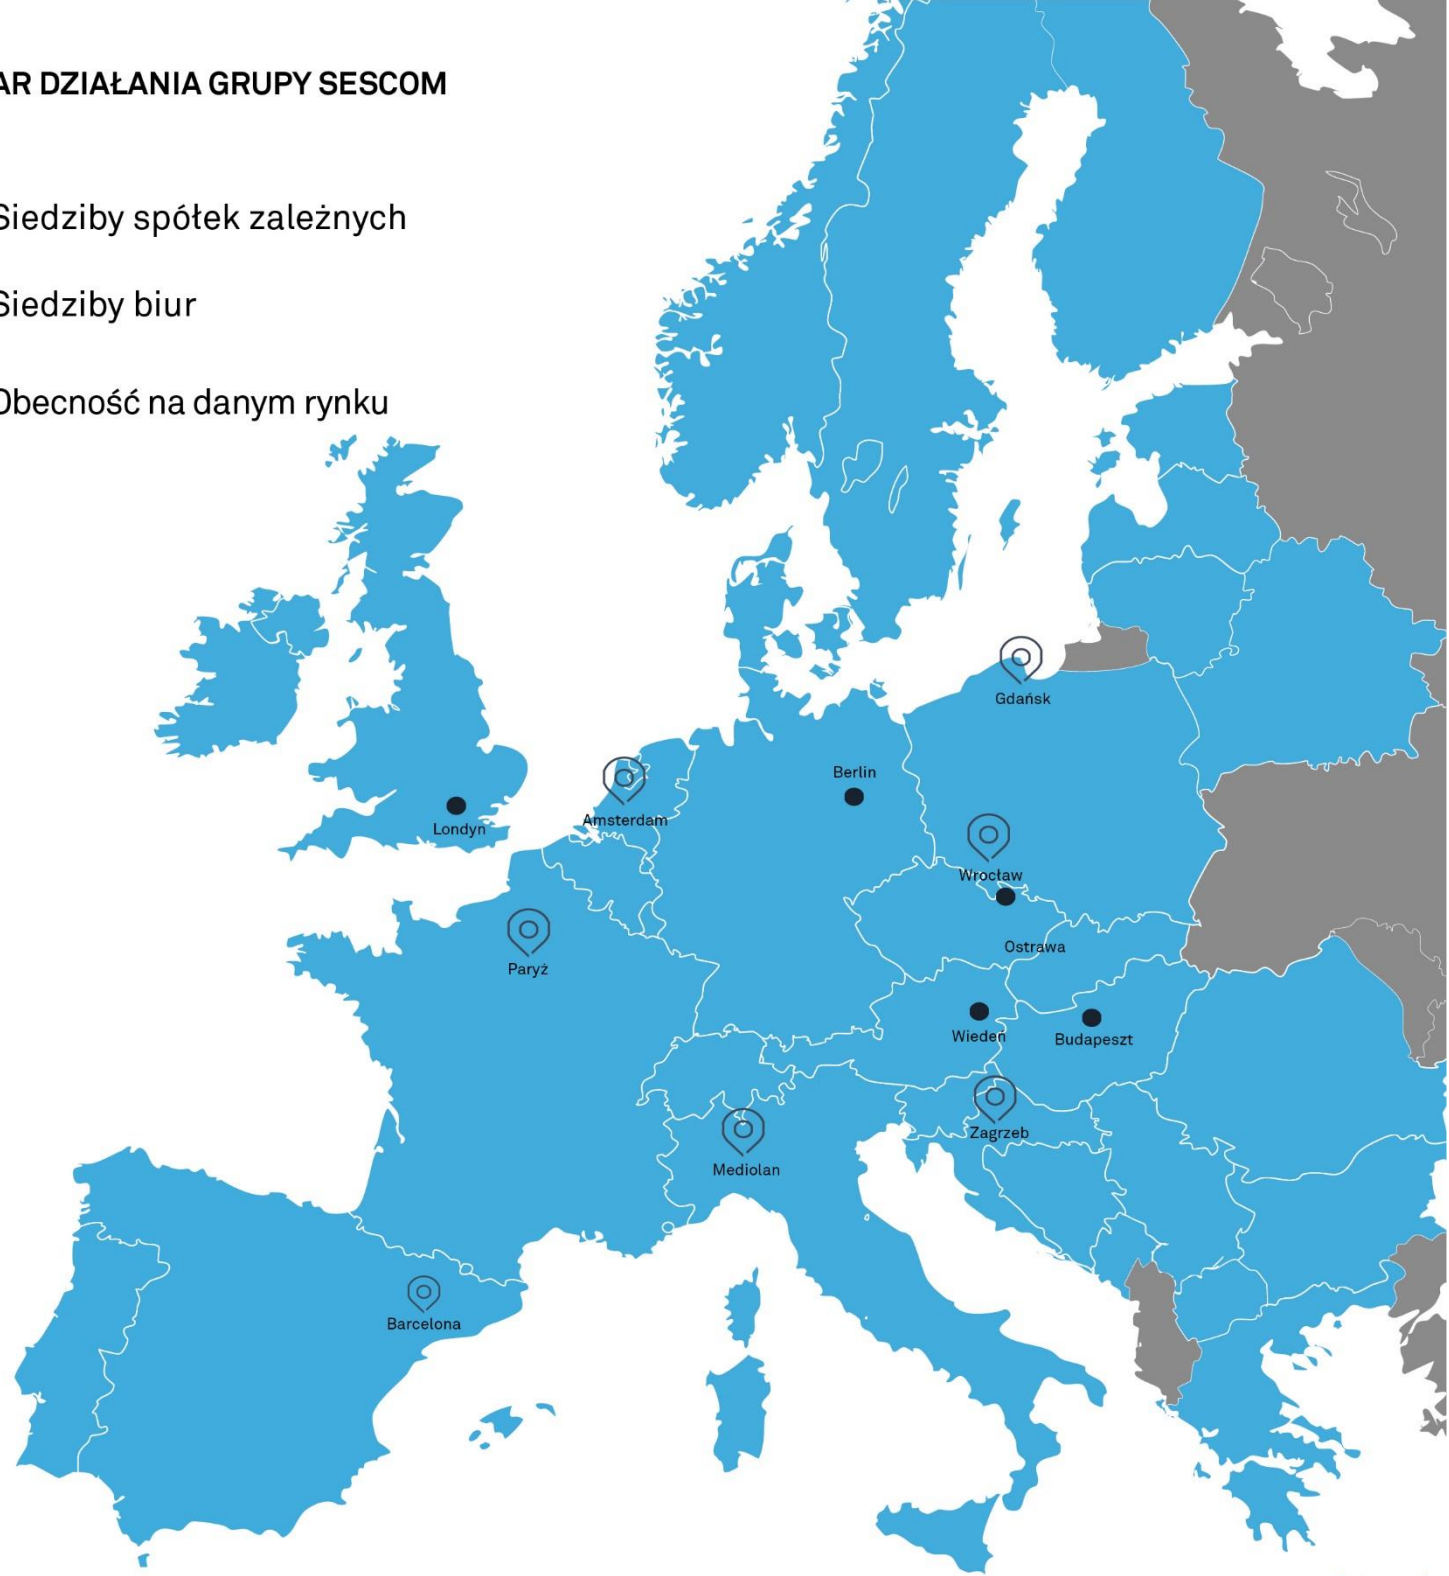 AR DZIAŁANIA GRUPY SESCOM
Siedziby spółek zależnych
Siedziby biur
Obecność na danym rynku
Gdańsk
Berlin
Amsterdam
Londyn
Wrocław
Ostrawa
Paryż
Wiedeń
Budapeszt
Zagrzeb
Mediolan
Barcelona